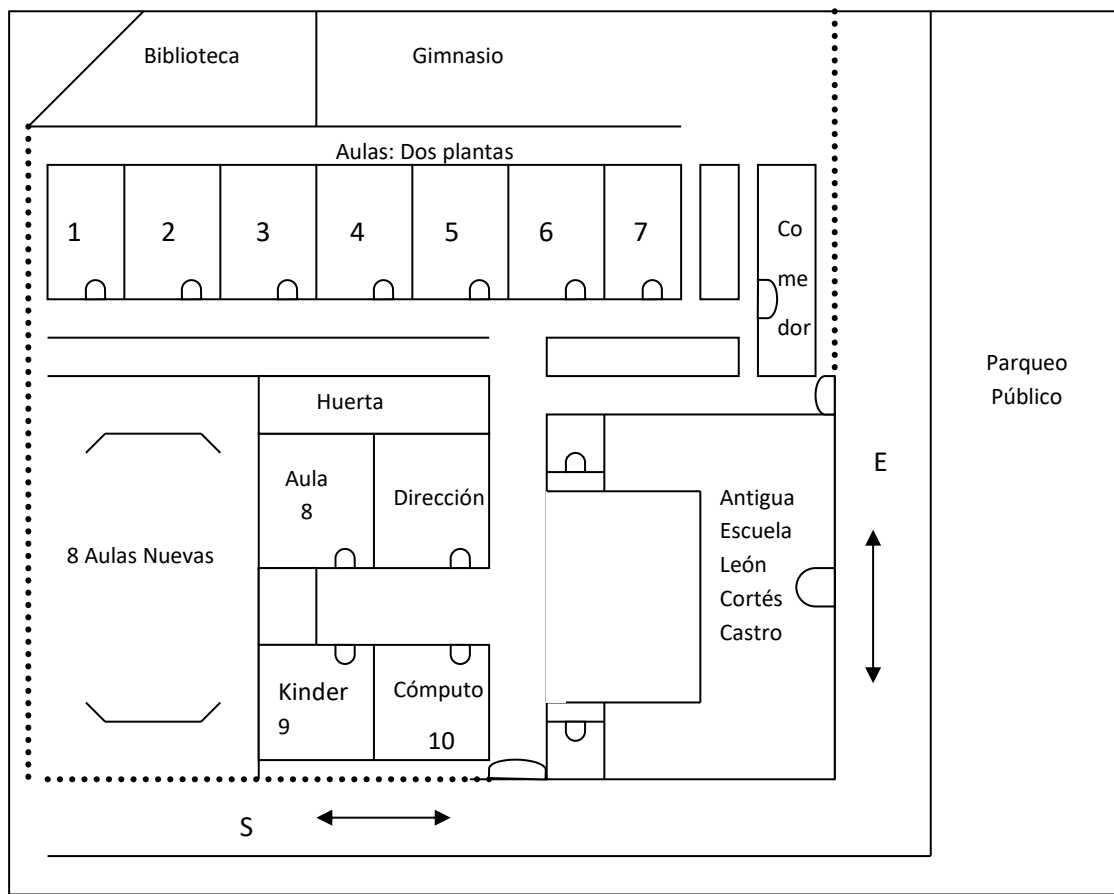 Biblioteca
Gimnasio
Aulas: Dos plantas
1
2
3
4
5
6
7
Co
me
dor
Parqueo
Público
Huerta
Aula
8
Dirección
E
8 Aulas Nuevas
Antigua
Escuela
León
Cortés
Castro
Kinder
9
Cómputo
10
S